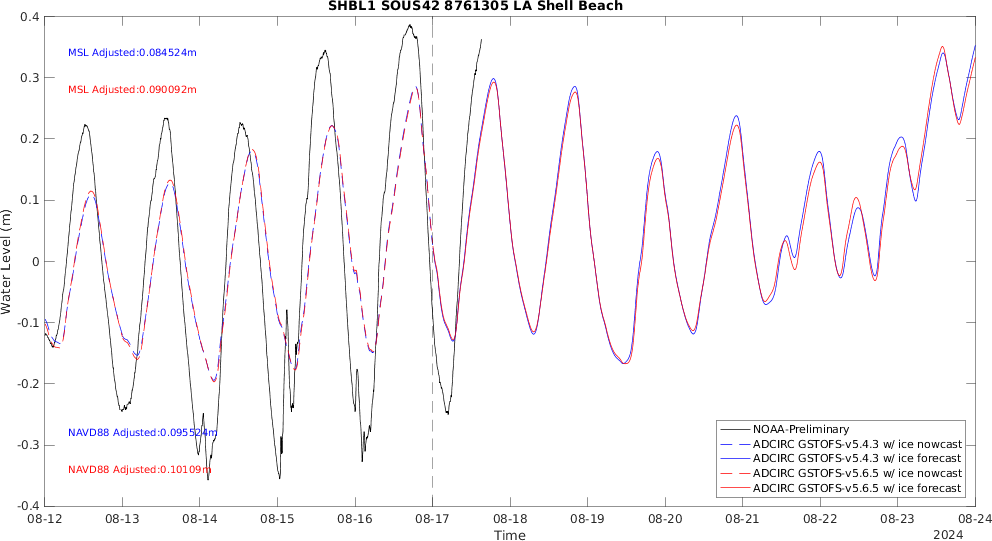 SHBL1 SOUS42 8761305 LA Shell Beach
Water Level (m)
0.4
0.3
0.2
0.1
0
-0.1
-0.2
-0.3
-0.4
MSL Adjusted:0.084524m
MSL Adjusted:0.090092m
NAVD88 Adjusted:0.095524m
NAVD88 Adjusted:0.10109m
NOAA-Preliminary
ADCIRC GSTOFS-v5.4.3 w/ ice nowcast
ADCIRC GSTOFS-v5.4.3 w/ ice forecast
ADCIRC GSTOFS-v5.6.5 w/ ice nowcast
ADCIRC GSTOFS-v5.6.5 w/ ice forecast
08-12 08-13 08-14 08-15 08-16 08-17 08-18 08-19 08-20 08-21 08-22 08-23 08-24
Time
2024